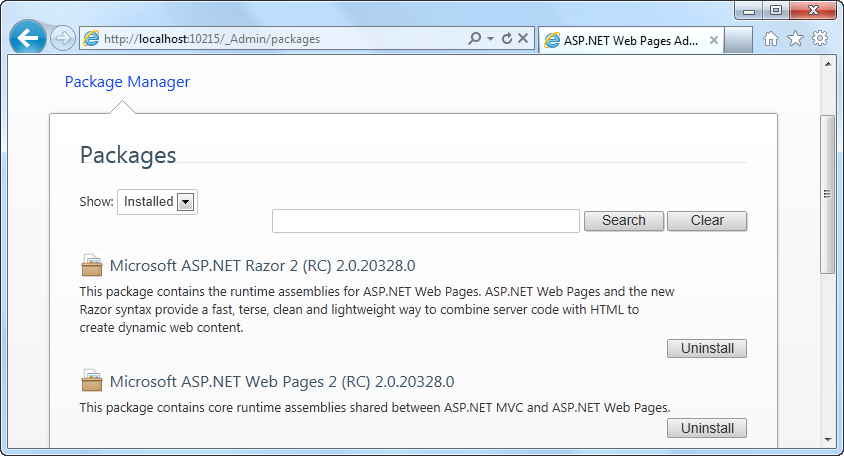 http://localhost:10215/_Admin/packages
ASP.NET Web Pages Ad...
Package Manager
Packages
Show: Installed
Search Clear
Microsoft ASP.NET Razor 2 (RC) 2.0.20328.0
This package contains the runtime assemblies for ASP.NET Web Pages. ASP.NET Web Pages and the new
Razor syntax provide a fast, terse, clean and lightweight way to combine server code with HTML to
create dynamic web content.
Uninstall
Microsoft ASP.NET Web Pages 2 (RC) 2.0.20328.0
This package contains core runtime assemblies shared between ASP.NET MVC and ASP.NET Web Pages.
Uninstall